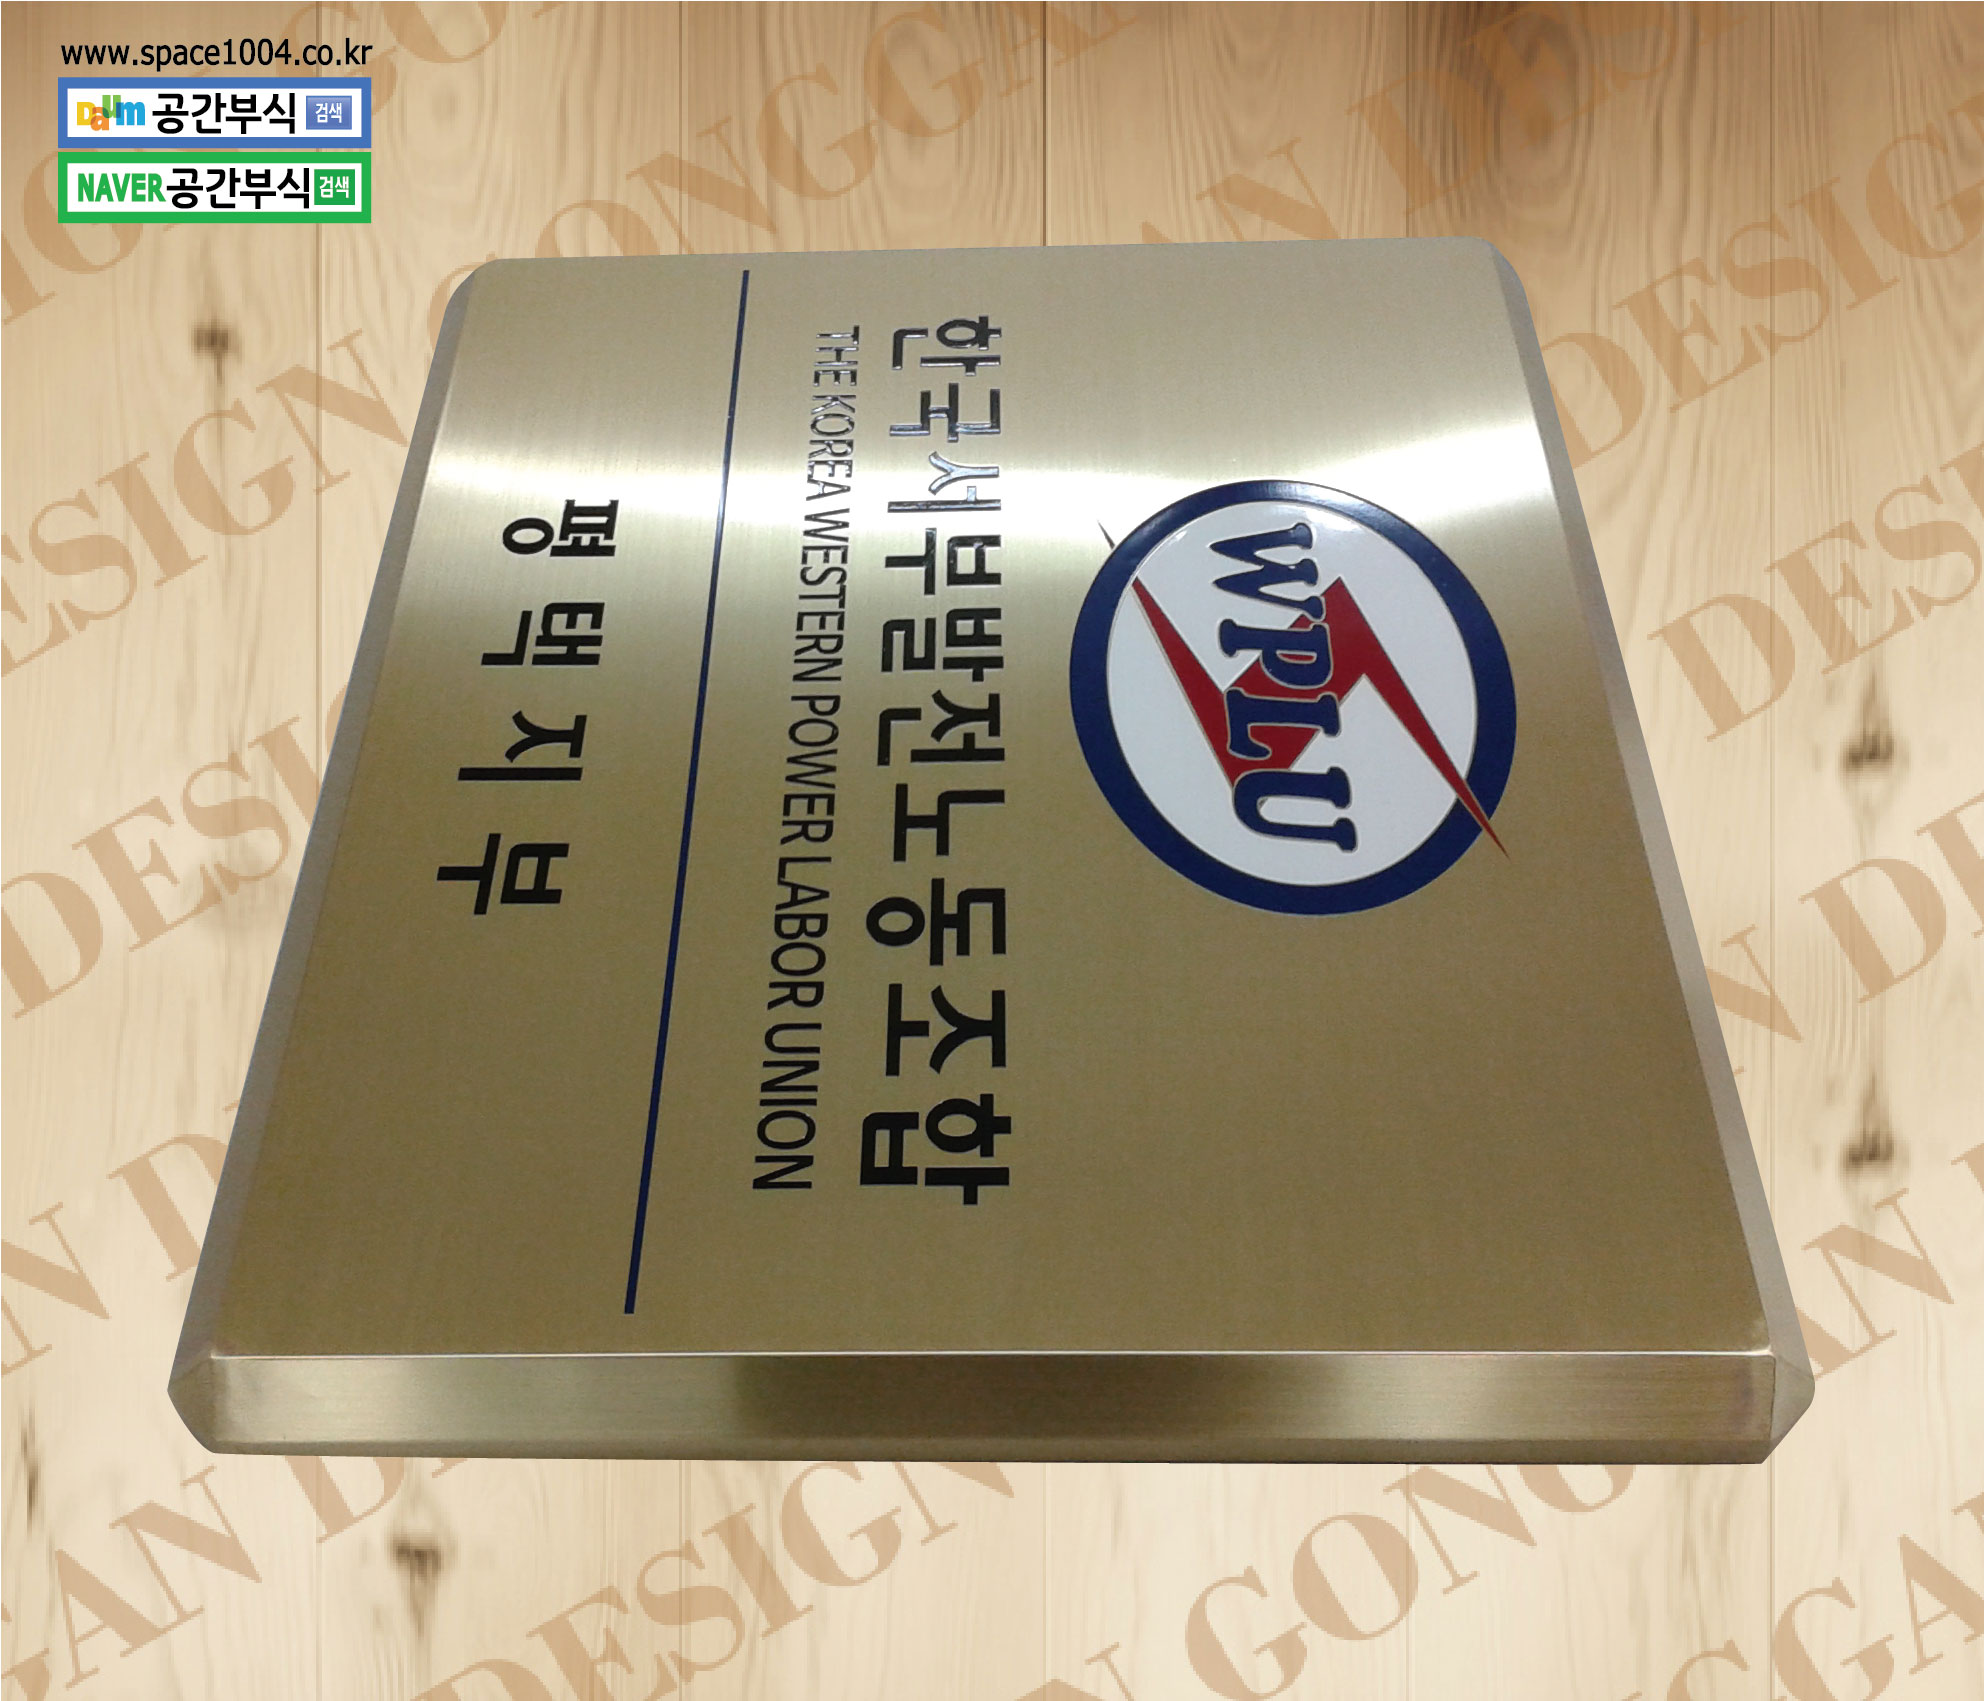 www.space1004.co.kr
Daum 공간부식 검색
NAVER 공간부식 검색
WPLU
한국서부발전노동조합
THE KOREA WESTERN POWER LABOR UNION
평택지부
GONGGAN DESIGN